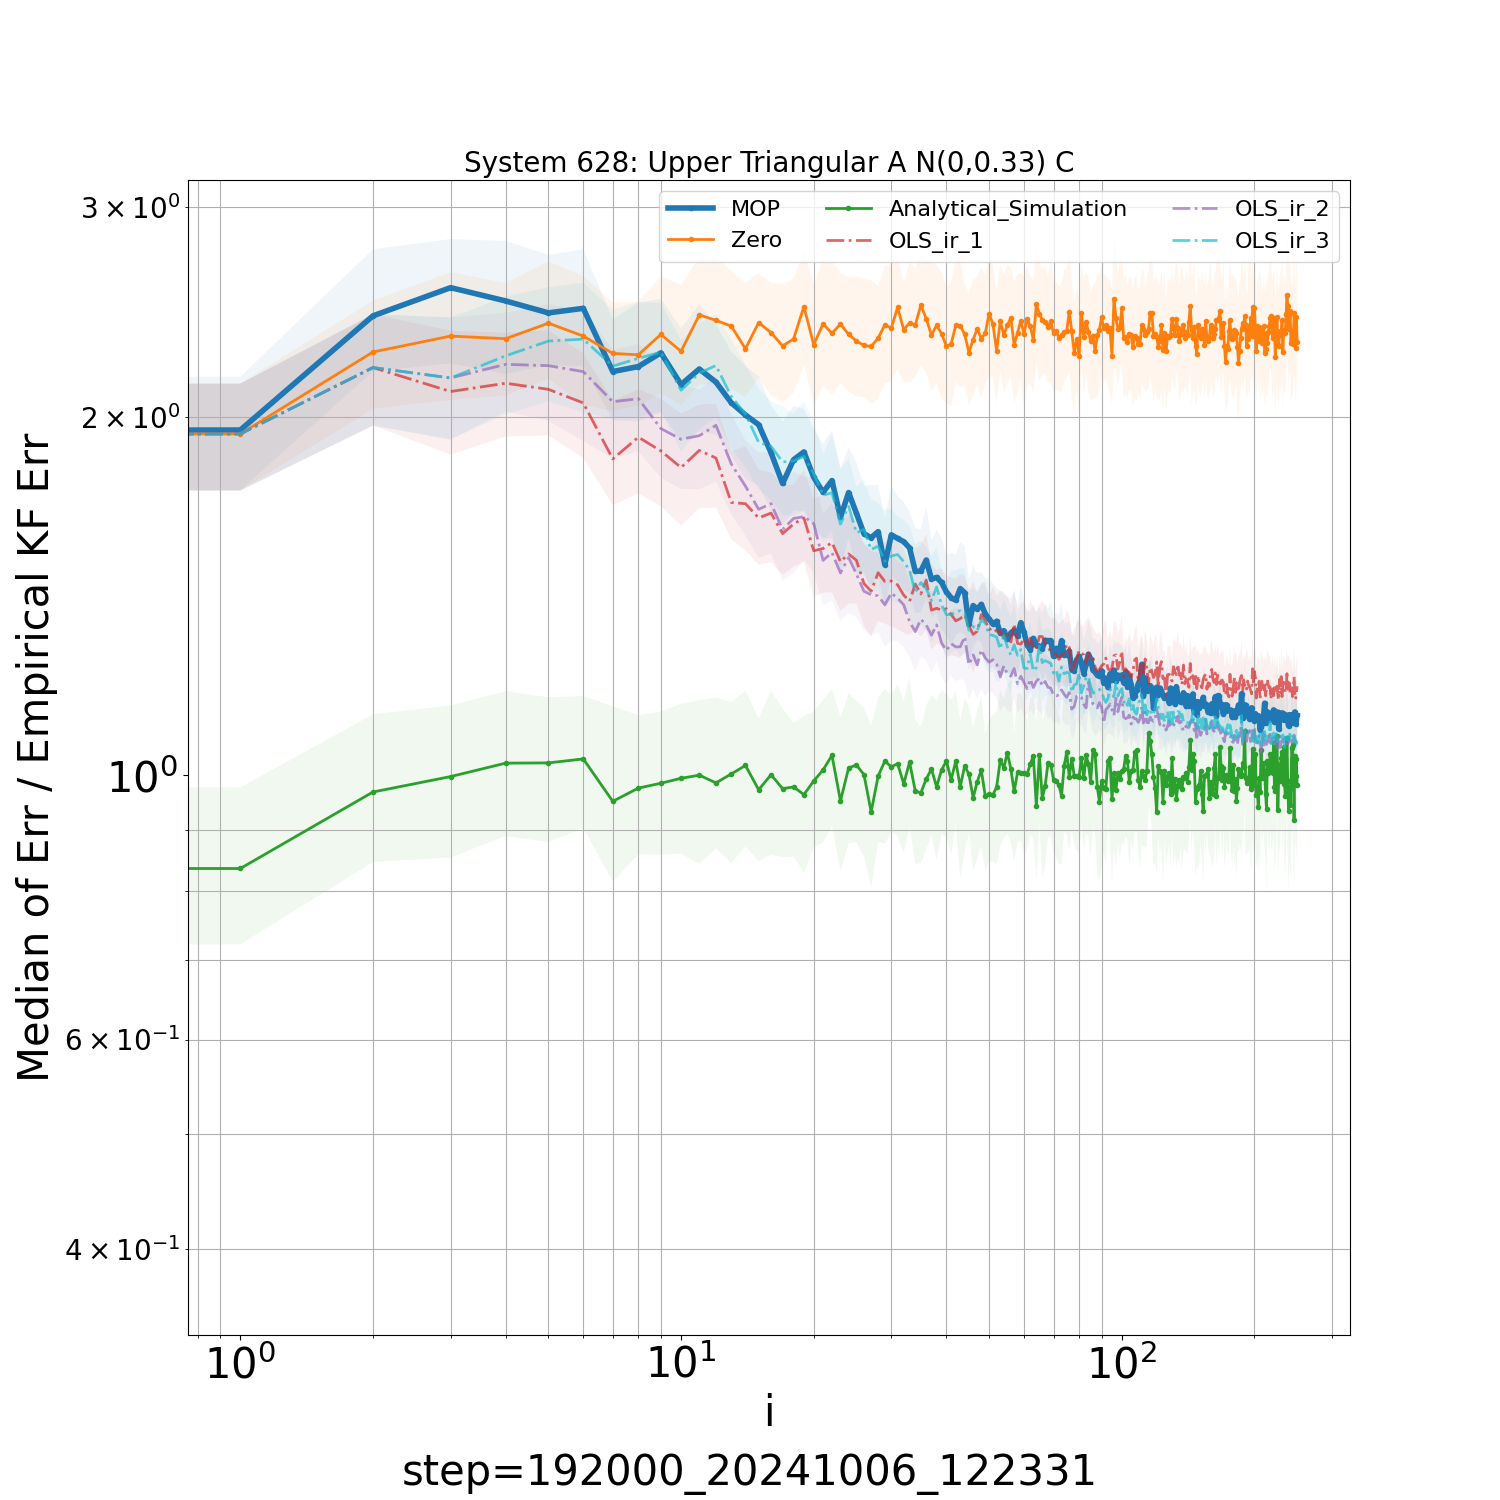 System 628: Upper Triangular A N(0,0.33) C
MOP
Zero
Analytical_Simulation
OLS_ir_1
OLS_ir_2
OLS_ir_3
Median of Err / Empirical KF Err
3 × 10⁰
2 × 10⁰
10⁰
6 × 10⁻¹
4 × 10⁻¹
10⁰ 10¹ 10²
i
step=192000_20241006_122331